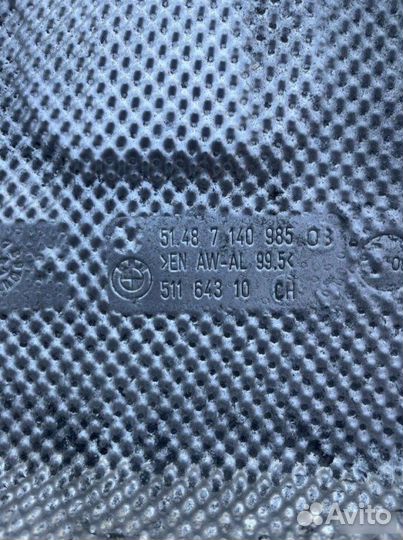 51.48 7 140 985 03
>EN AW-AL 99.5<
511 643 10 CH
Avito